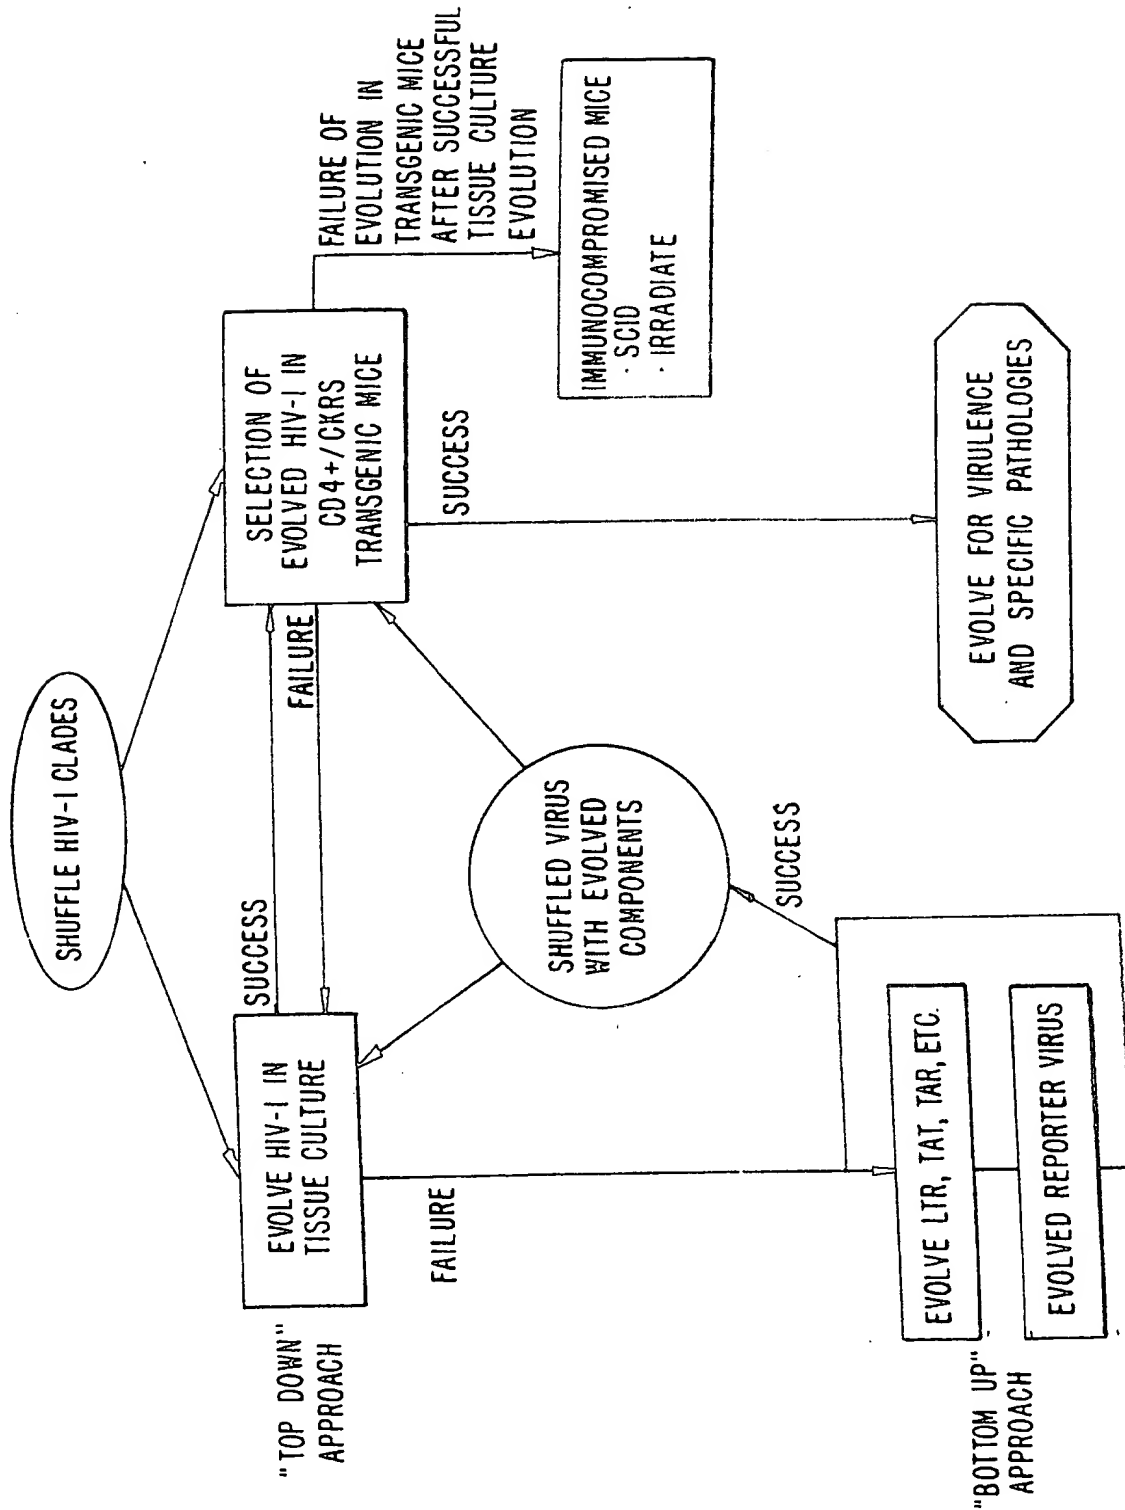 SHUFFLE HIV-I CLADES
"TOP DOWN"
APPROACH
EVOLVE HIV-I IN
TISSUE CULTURE
SUCCESS
FAILURE
SELECTION OF
EVOLVED HIV-I IN
CD4+/CKRS
TRANSGENIC MICE
FAILURE OF
EVOLUTION IN
TRANSGENIC MICE
AFTER SUCCESSFUL
TISSUE CULTURE
EVOLUTION
SHUFFLED VIRUS
WITH EVOLVED
COMPONENTS
FAILURE
SUCCESS
IMMUNOCOMPROMISED MICE
· SCID
· IRRADIATE
SUCCESS
"BOTTOM UP"
APPROACH
EVOLVE LTR, TAT, TAR, ETC.
EVOLVED REPORTER VIRUS
EVOLVE FOR VIRULENCE
AND SPECIFIC PATHOLOGIES